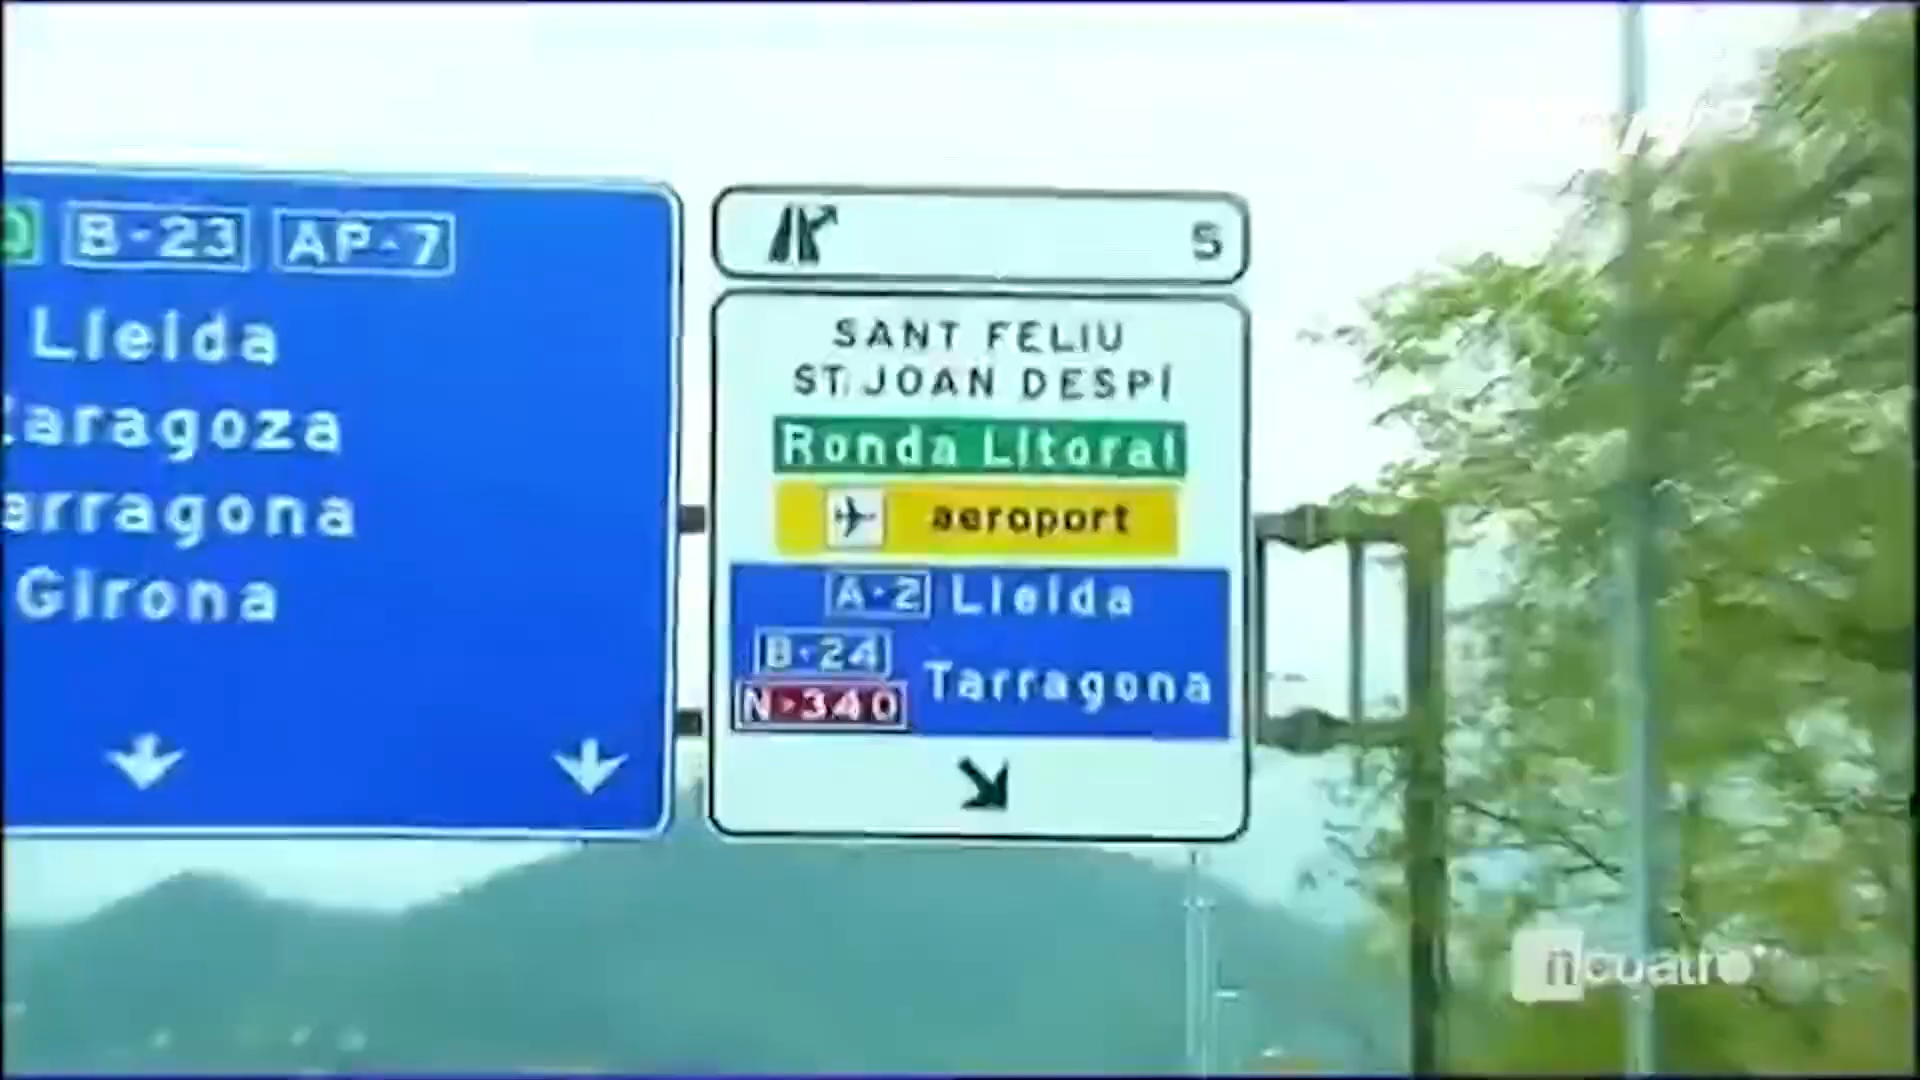 B-23 AP-7
Lleida
Zaragoza
Tarragona
Girona
5
SANT FELIU
ST. JOAN DESPÍ
Ronda Litoral
aeroport
A-2 Lleida
B-24
N-340
Tarragona
cuatro